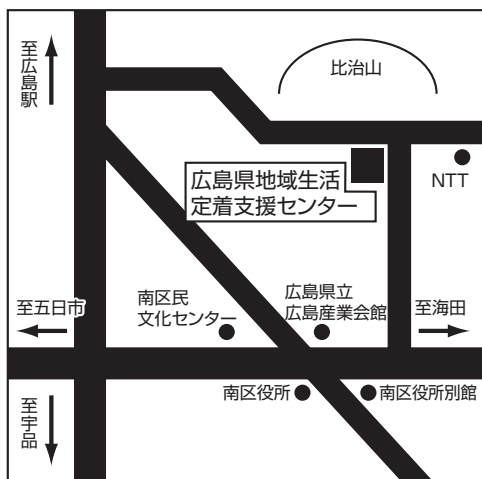 至広島駅
比治山
NTT
広島県地域生活
定着支援センター
至五日市
南区民
文化センター
広島県立
広島産業会館
至海田
南区役所
南区役所別館
至宇品